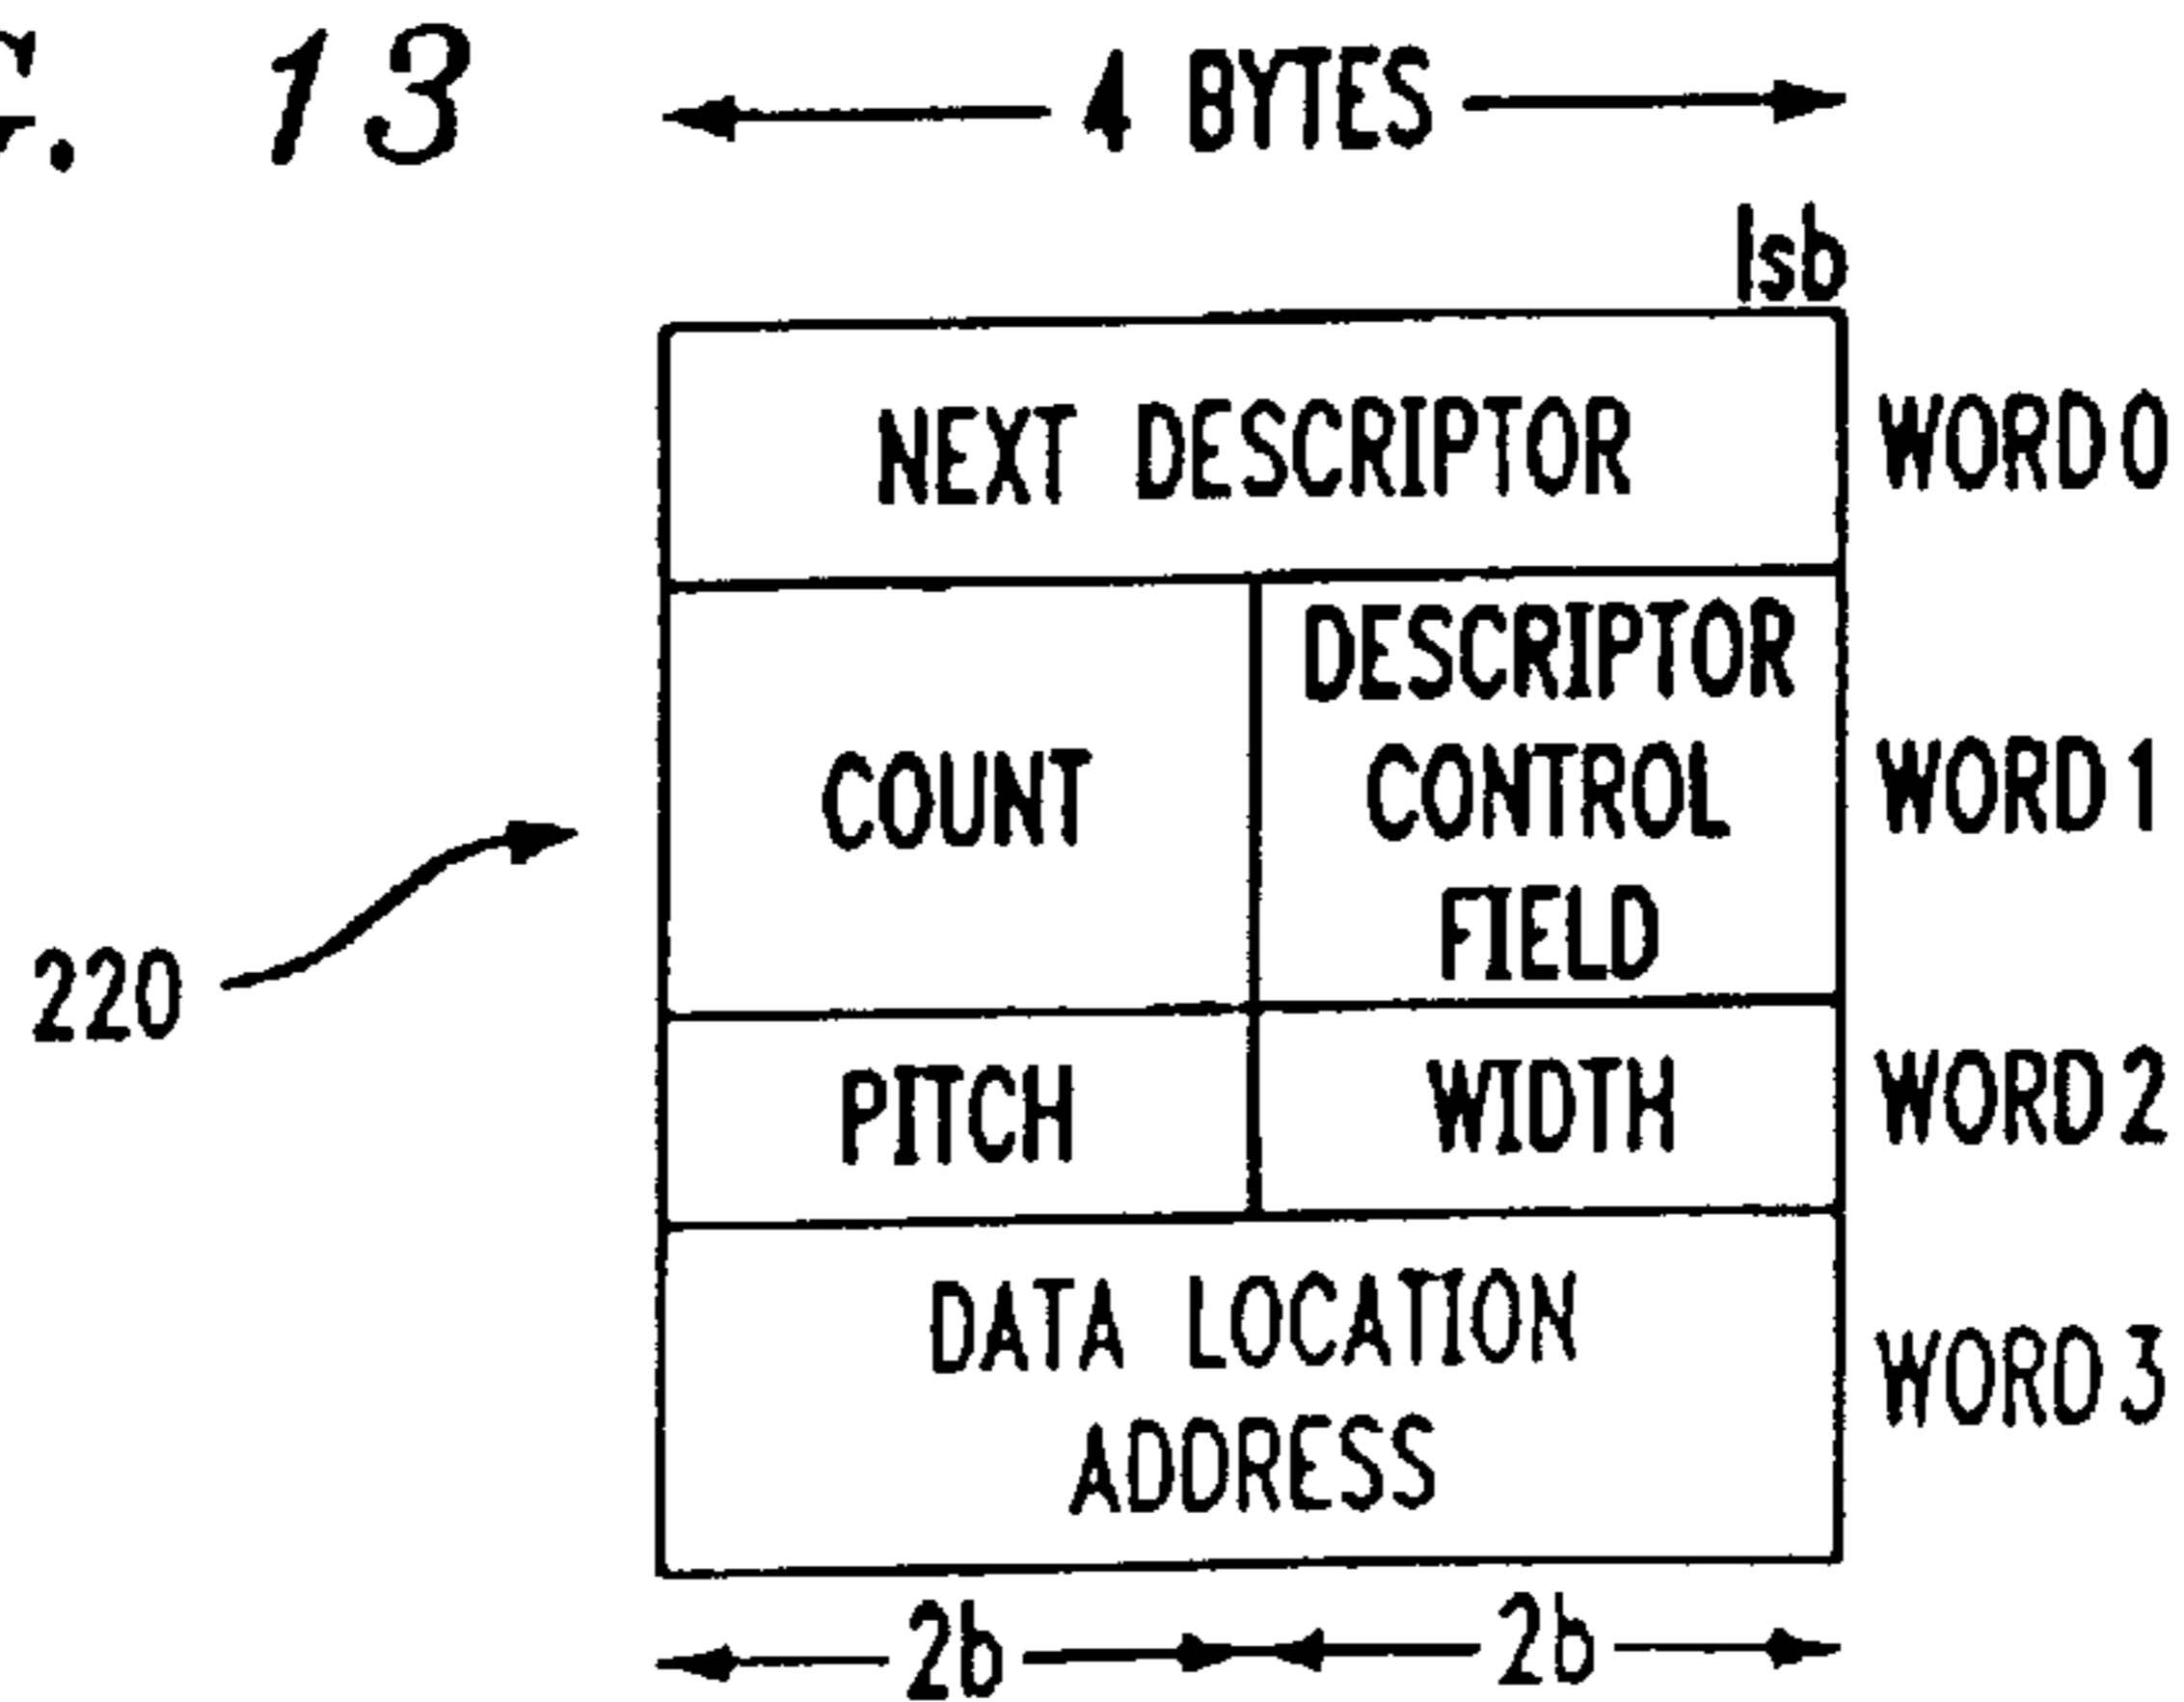 13
4 BYTES
lsb
NEXT DESCRIPTOR WORD 0
DESCRIPTOR
COUNT CONTROL WORD 1
FIELD
220
PITCH WIDTH WORD 2
DATA LOCATION
ADDRESS WORD 3
2b 2b